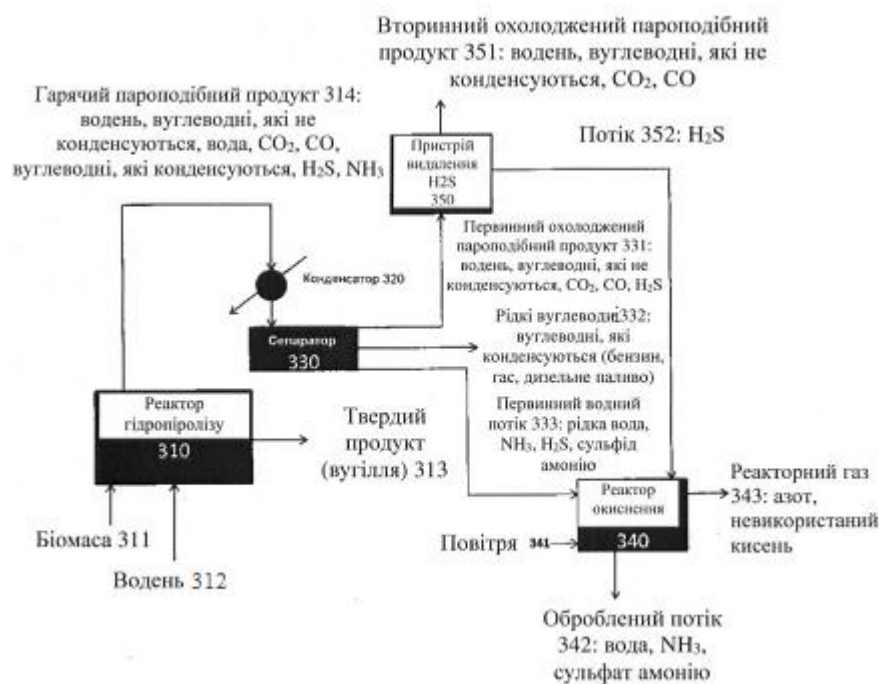 Вторинний охолоджений пароподібний
продукт 351: водень, вуглеводні, які не
конденсуються, CO₂, CO
Гарячий пароподібний продукт 314:
водень, вуглеводні, які не
конденсуються, вода, CO₂, CO,
вуглеводні, які конденсуються, H₂S, NH₃
Пристрій
видалення
H2S
350
Потік 352: H₂S
Первинний охолоджений
пароподібний продукт 331:
водень, вуглеводні, які не
конденсуються, CO₂, CO, H₂S
Конденсатор 320
Сепаратор
330
Рідкі вуглеводні332:
вуглеводні, які
конденсуються (бензин,
гас, дизельне паливо)
Реактор
гідропіролізу
310
Твердий
продукт
(вугілля) 313
Первинний водний
потік 333: рідка вода,
NH₃, H₂S, сульфід
амонію
Реактор
окиснення
340
Реакторний газ
343: азот,
невикористаний
кисень
Біомаса 311
Водень 312
Повітря 341
Оброблений потік
342: вода, NH₃,
сульфат амонію